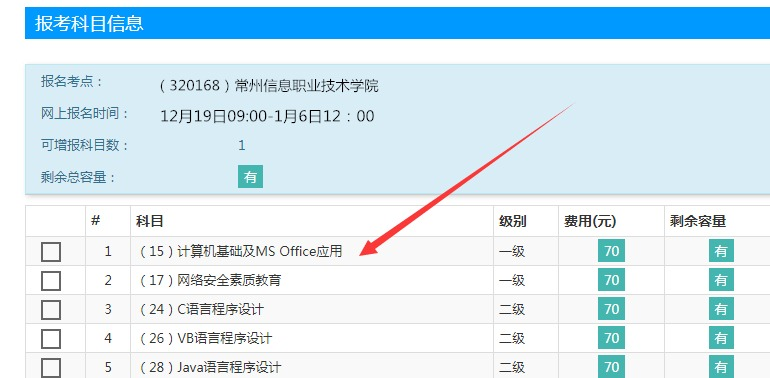 报考科目信息
报名考点： （320168）常州信息职业技术学院
网上报名时间： 12月19日09:00-1月6日12：00
可增报科目数： 1
剩余总容量： 有
# 科目 级别 费用(元) 剩余容量
1 （15）计算机基础及MS Office应用 一级 70 有
2 （17）网络安全素质教育 一级 70 有
3 （24）C语言程序设计 二级 70 有
4 （26）VB语言程序设计 二级 70 有
5 （28）Java语言程序设计 二级 70 有